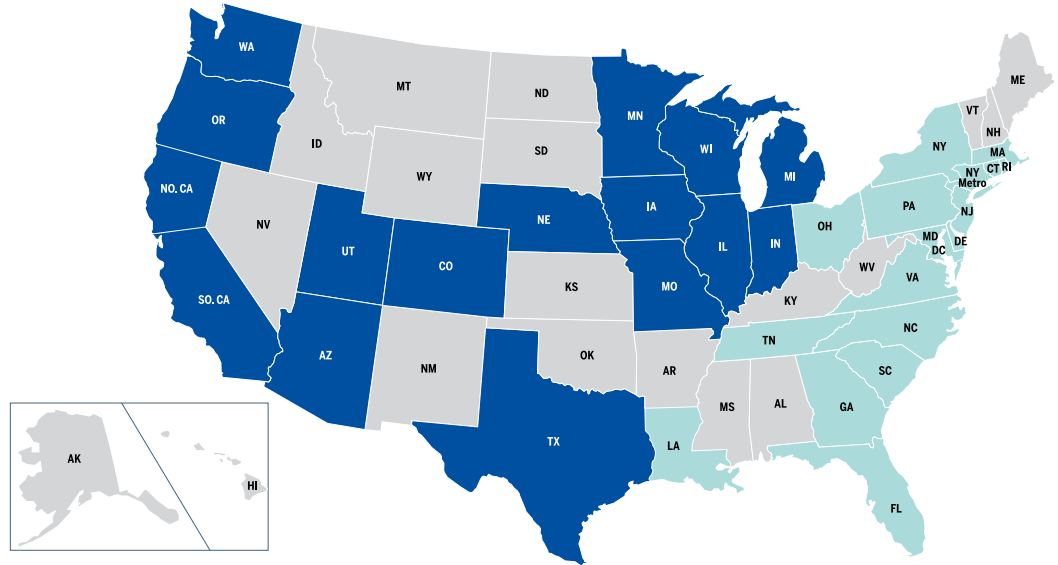 WA
MT
ND
MN
ME
VT
NH
OR
ID
SD
WI
MI
NY
MA
CT
RI
NY
Metro
NO. CA
NV
WY
NE
IA
PA
NJ
UT
CO
IL
IN
OH
MD
DC
DE
SO. CA
KS
MO
WV
VA
KY
AZ
NM
OK
TN
NC
AR
SC
MS
AL
GA
TX
LA
FL
AK
HI